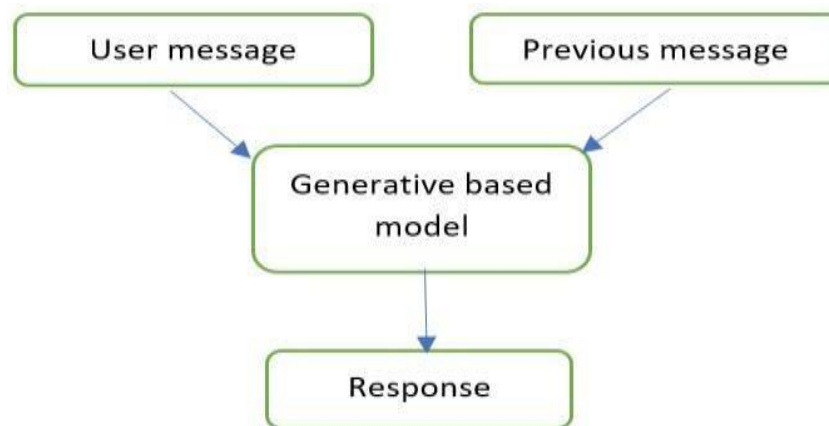 User message
Previous message
Generative based
model
Response